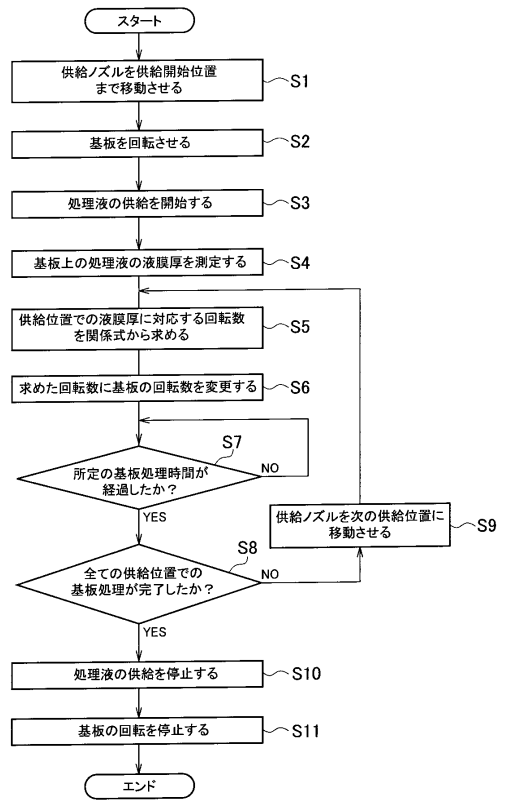 スタート
供給ノズルを供給開始位置
まで移動させる
S1
基板を回転させる
S2
処理液の供給を開始する
S3
基板上の処理液の液膜厚を測定する
S4
供給位置での液膜厚に対応する回転数
を関係式から求める
S5
求めた回転数に基板の回転数を変更する
S6
S7
所定の基板処理時間が
経過したか？
NO
YES
供給ノズルを次の供給位置に
移動させる
S9
S8
全ての供給位置での
基板処理が完了したか？
NO
YES
処理液の供給を停止する
S10
基板の回転を停止する
S11
エンド